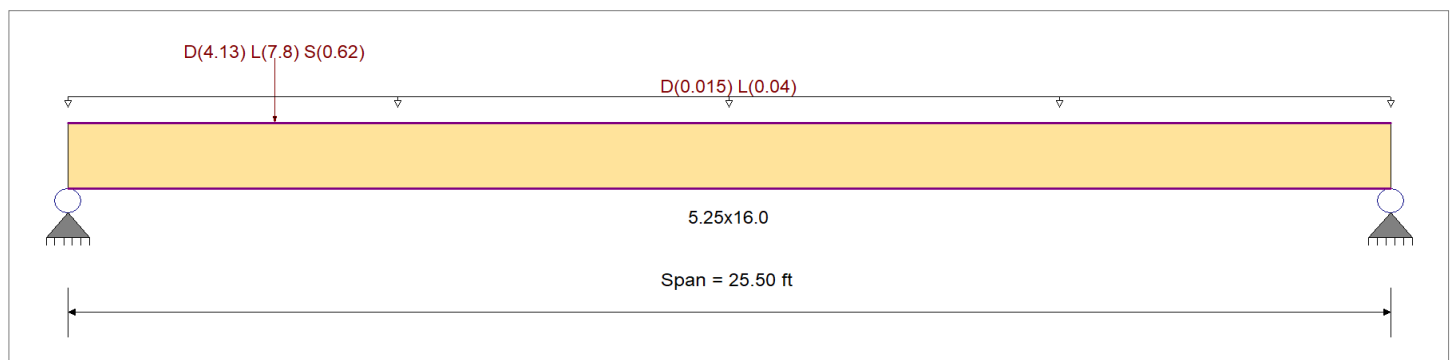 D(4.13) L(7.8) S(0.62)
D(0.015) L(0.04)
5.25x16.0
Span = 25.50 ft